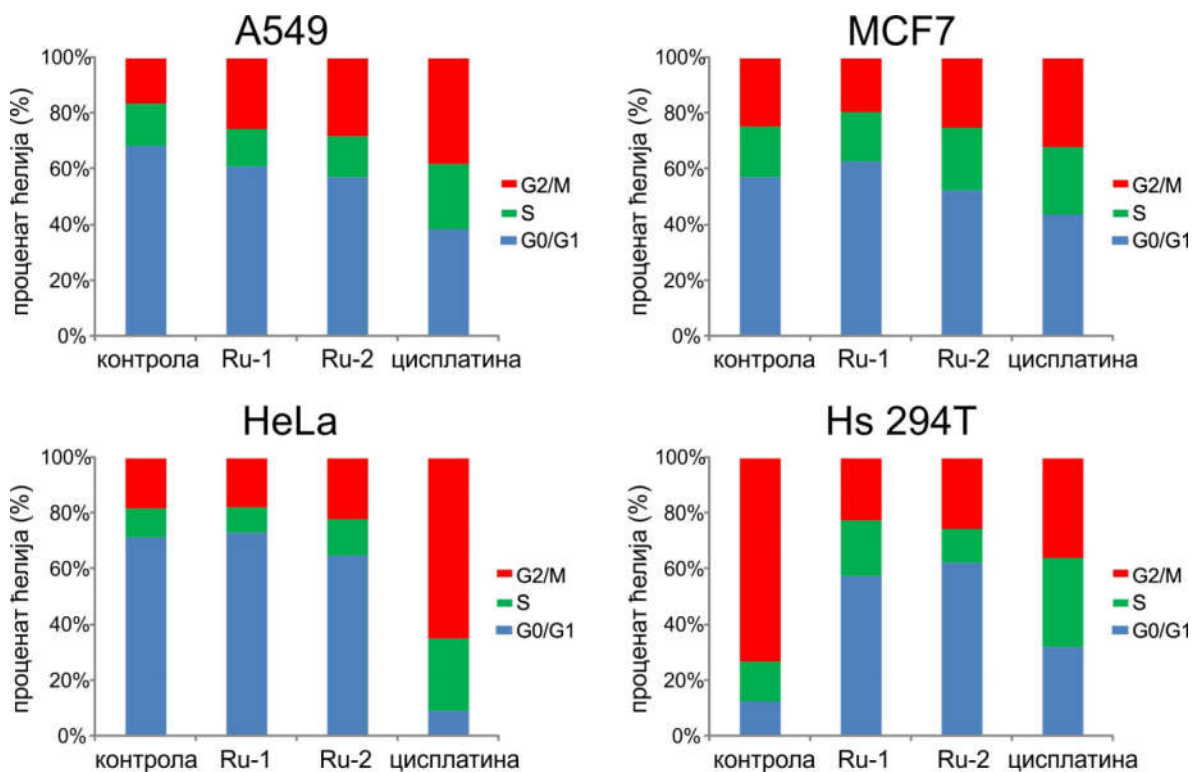 A549
проценат ћелија (%)
100%
80%
60%
40%
20%
0%
контрола Ru-1 Ru-2 цисплатина
G2/M
S
G0/G1
MCF7
проценат ћелија (%)
100%
80%
60%
40%
20%
0%
контрола Ru-1 Ru-2 цисплатина
G2/M
S
G0/G1
HeLa
проценат ћелија (%)
100%
80%
60%
40%
20%
0%
контрола Ru-1 Ru-2 цисплатина
G2/M
S
G0/G1
Hs 294T
проценат ћелија (%)
100%
80%
60%
40%
20%
0%
контрола Ru-1 Ru-2 цисплатина
G2/M
S
G0/G1